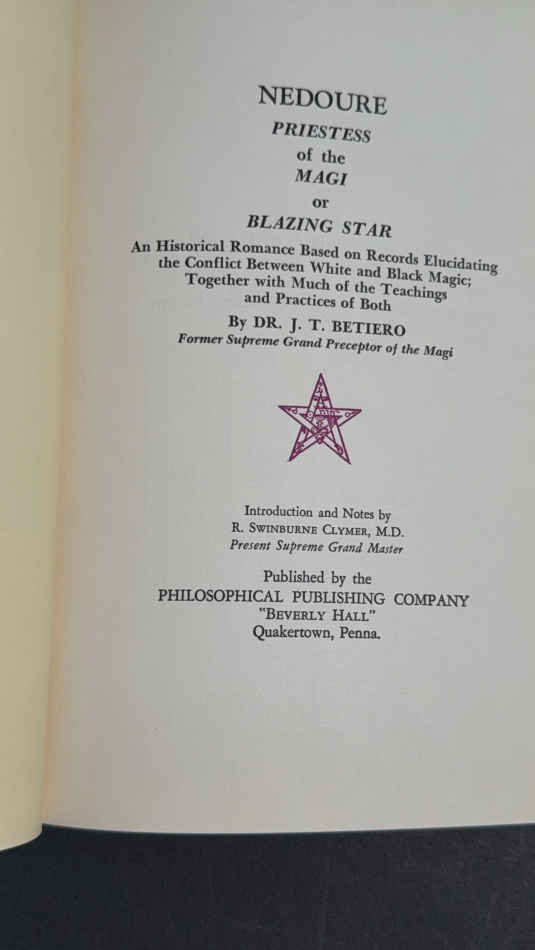 NEDOURE
PRIESTESS
of the
MAGI
or
BLAZING STAR
An Historical Romance Based on Records Elucidating
the Conflict Between White and Black Magic;
Together with Much of the Teachings
and Practices of Both
By DR. J. T. BETIERO
Former Supreme Grand Preceptor of the Magi
Introduction and Notes by
R. SWINBURNE CLYMER, M.D.
Present Supreme Grand Master
Published by the
PHILOSOPHICAL PUBLISHING COMPANY
"BEVERLY HALL"
Quakertown, Penna.